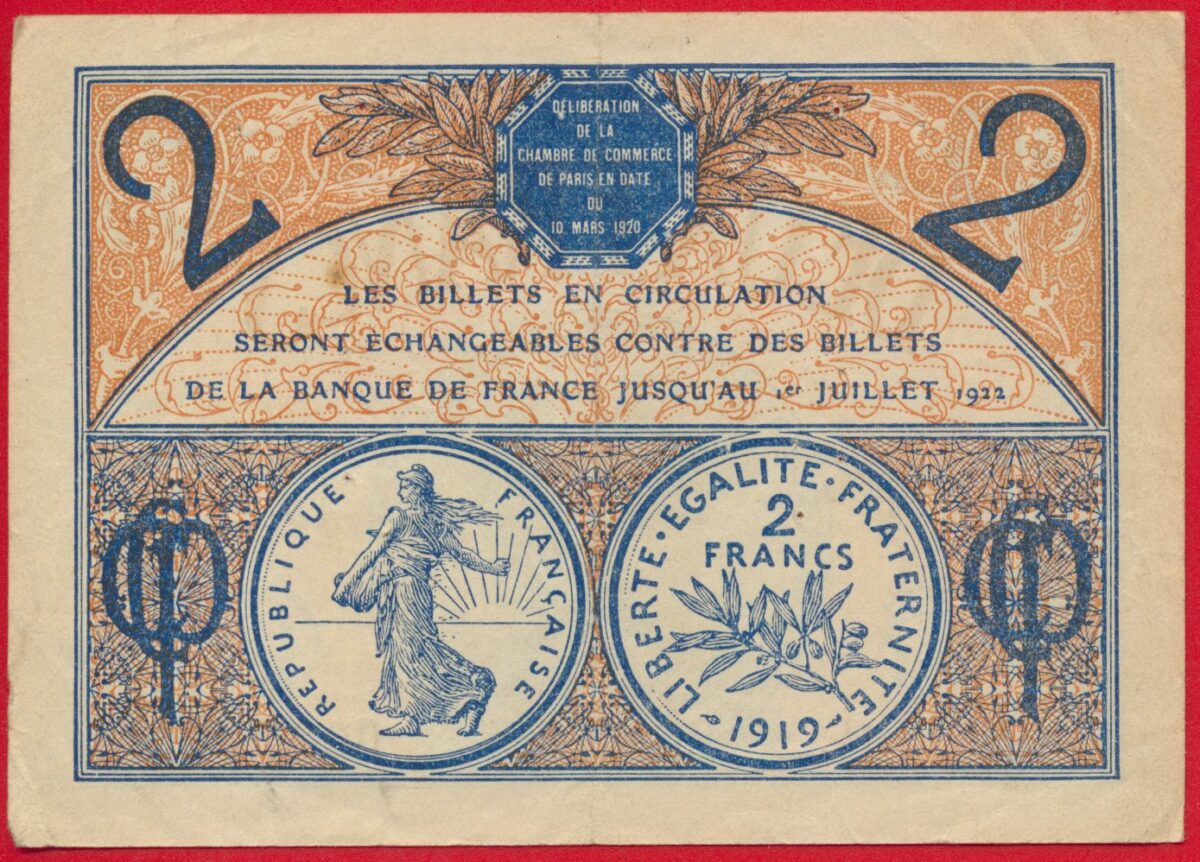 2
2
DELIBERATION
DE LA
CHAMBRE DE COMMERCE
DE PARIS EN DATE
DU
10 MARS 1920
LES BILLETS EN CIRCULATION
SERONT ECHANGEABLES CONTRE DES BILLETS
DE LA BANQUE DE FRANCE JUSQU'AU 1er JUILLET 1922
REPUBLIQUE FRANÇAISE
LIBERTE·EGALITE·FRATERNITE
2
FRANCS
1919